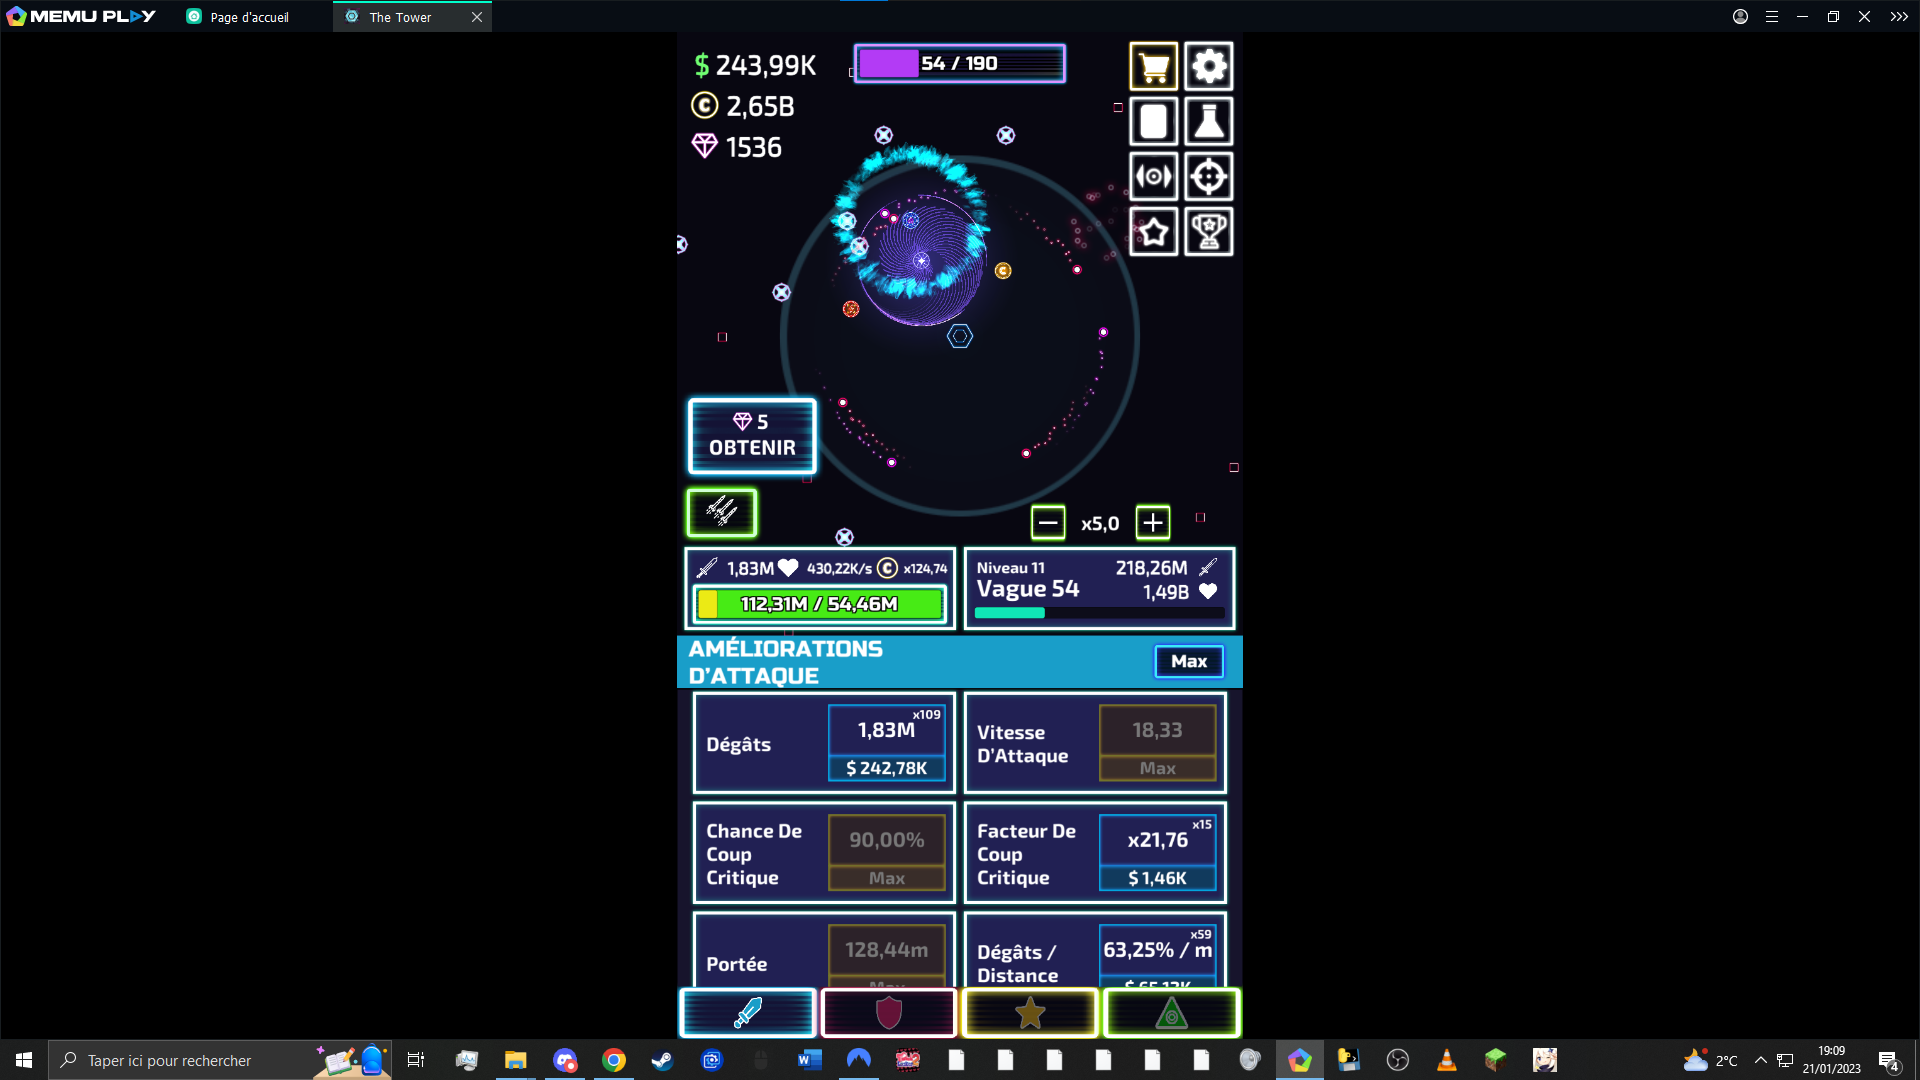 MEMU PLAY
Page d'accueil
The Tower
$ 243,99K
54 / 190
2,65B
1536
5
OBTENIR
x5,0
1,83M
430,22K/s
x124,74
112,31M / 54,46M
Niveau 11
218,26M
Vague 54
1,49B
AMÉLIORATIONS
D'ATTAQUE
Max
Dégâts
x109
1,83M
$ 242,78K
Vitesse
D'Attaque
18,33
Max
Chance De
Coup
Critique
90,00%
Max
Facteur De
Coup
Critique
x15
x21,76
$ 1,46K
Portée
128,44m
Max
Dégâts /
Distance
x59
63,25% / m
$ 65,13K
Taper ici pour rechercher
2°C
19:09
21/01/2023
4